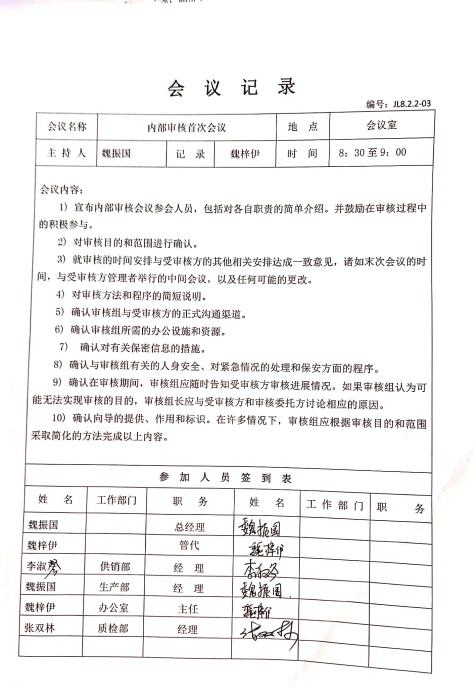 会 议 记 录
编号：JL8.2.2-03
会议名称 内部审核首次会议 地 点 会议室
主 持 人 魏振国 记 录 魏梓伊 时 间 8：30至9：00
会议内容：
1）宣布内部审核会议参会人员，包括对各自职责的简单介绍。并鼓励在审核过程中
的积极参与。
2）对审核目的和范围进行确认。
3）就审核的时间安排与受审核方的其他相关安排达成一致意见，诸如末次会议的时
间，与受审核方管理者举行的中间会议，以及任何可能的更改。
4）对审核方法和程序的简短说明。
5）确认审核组与受审核方的正式沟通渠道。
6）确认审核组所需的办公设施和资源。
7） 确认对有关保密信息的措施。
8）确认与审核组有关的人身安全、对紧急情况的处理和保安方面的程序。
9）确认在审核期间，审核组应随时告知受审核方审核进展情况。如果审核组认为可
能无法实现审核的目的，审核组长应与受审核方和审核委托方讨论相应的原因。
10）确认向导的提供、作用和标识。在许多情况下，审核组应根据审核目的和范围
采取简化的方法完成以上内容。
参 加 人 员 签 到 表
姓 名 工作部门 职 务 姓 名 工 作 部 门 职 务
魏振国 总经理 魏振国
魏梓伊 管代 魏梓伊
李淑 供销部 经 理
魏振国 生产部 经 理 魏振国
魏梓伊 办公室 主任 魏梓伊
张双林 质检部 经理 张双林